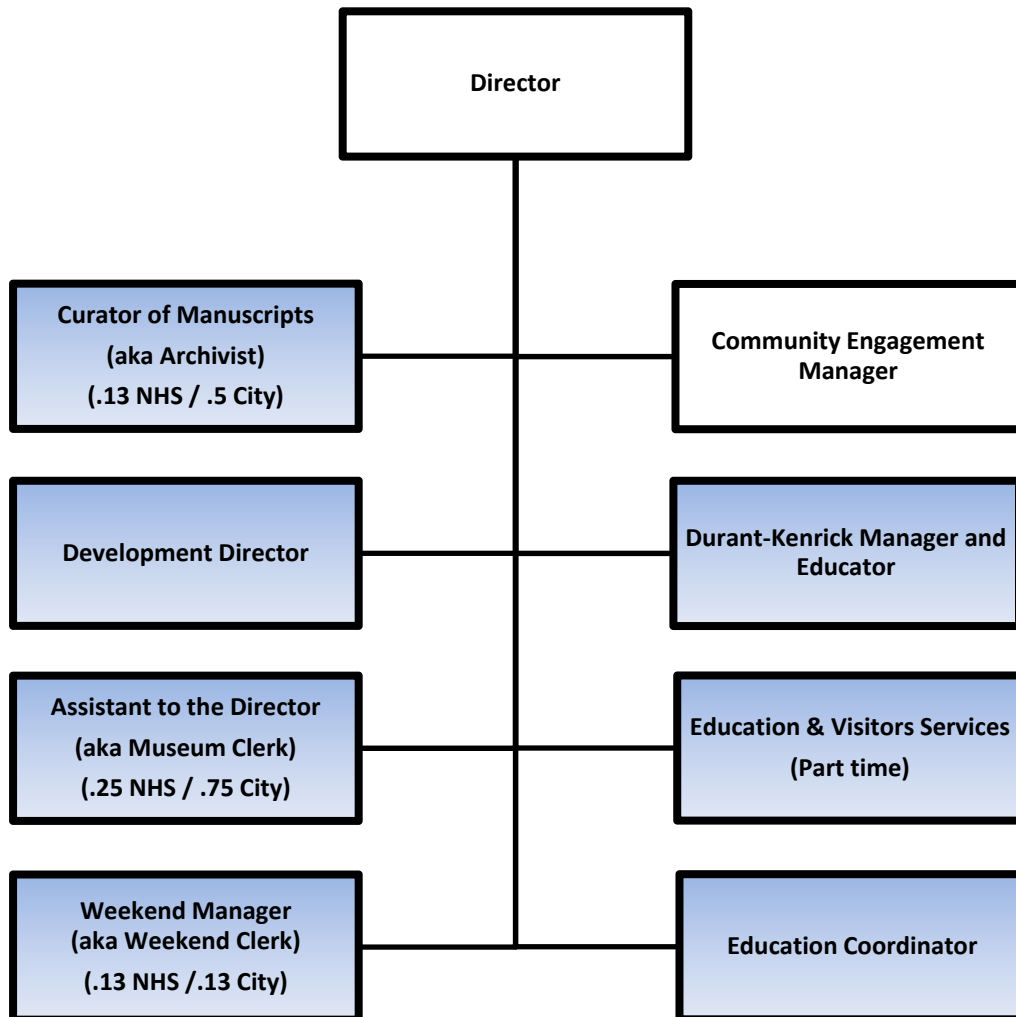 Director
Curator of Manuscripts
(aka Archivist)
(.13 NHS / .5 City)
Community Engagement
Manager
Development Director
Durant-Kenrick Manager and
Educator
Assistant to the Director
(aka Museum Clerk)
(.25 NHS / .75 City)
Education & Visitors Services
(Part time)
Weekend Manager
(aka Weekend Clerk)
(.13 NHS /.13 City)
Education Coordinator